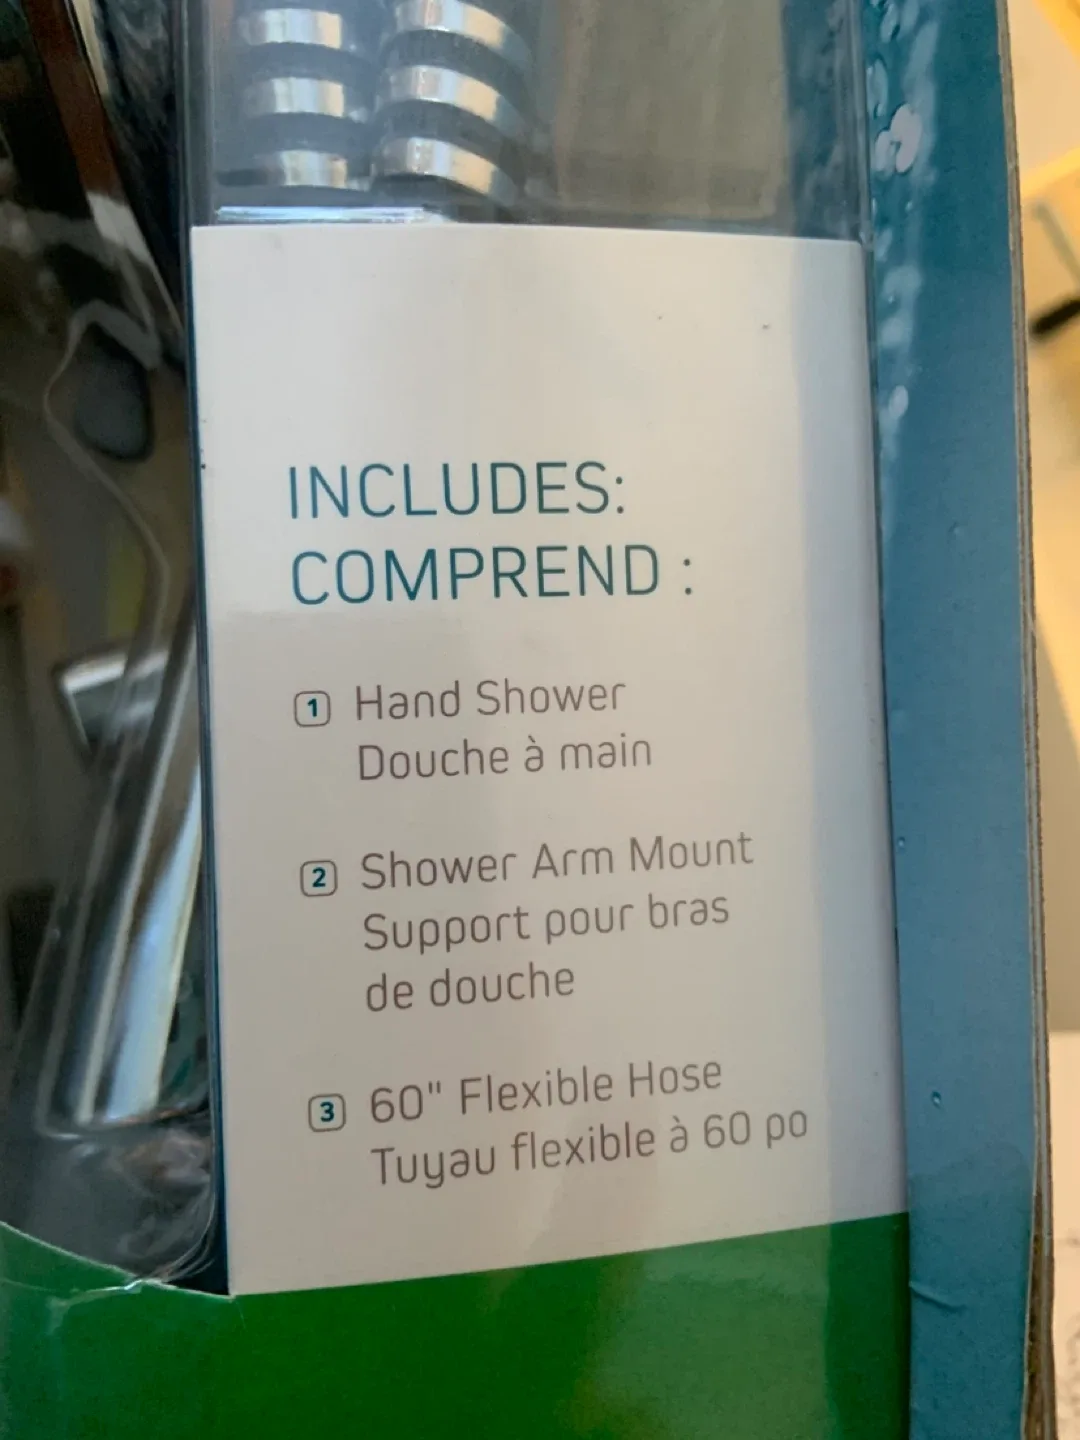 INCLUDES:
COMPREND :
1 Hand Shower
Douche à main
2 Shower Arm Mount
Support pour bras
de douche
3 60" Flexible Hose
Tuyau flexible à 60 po